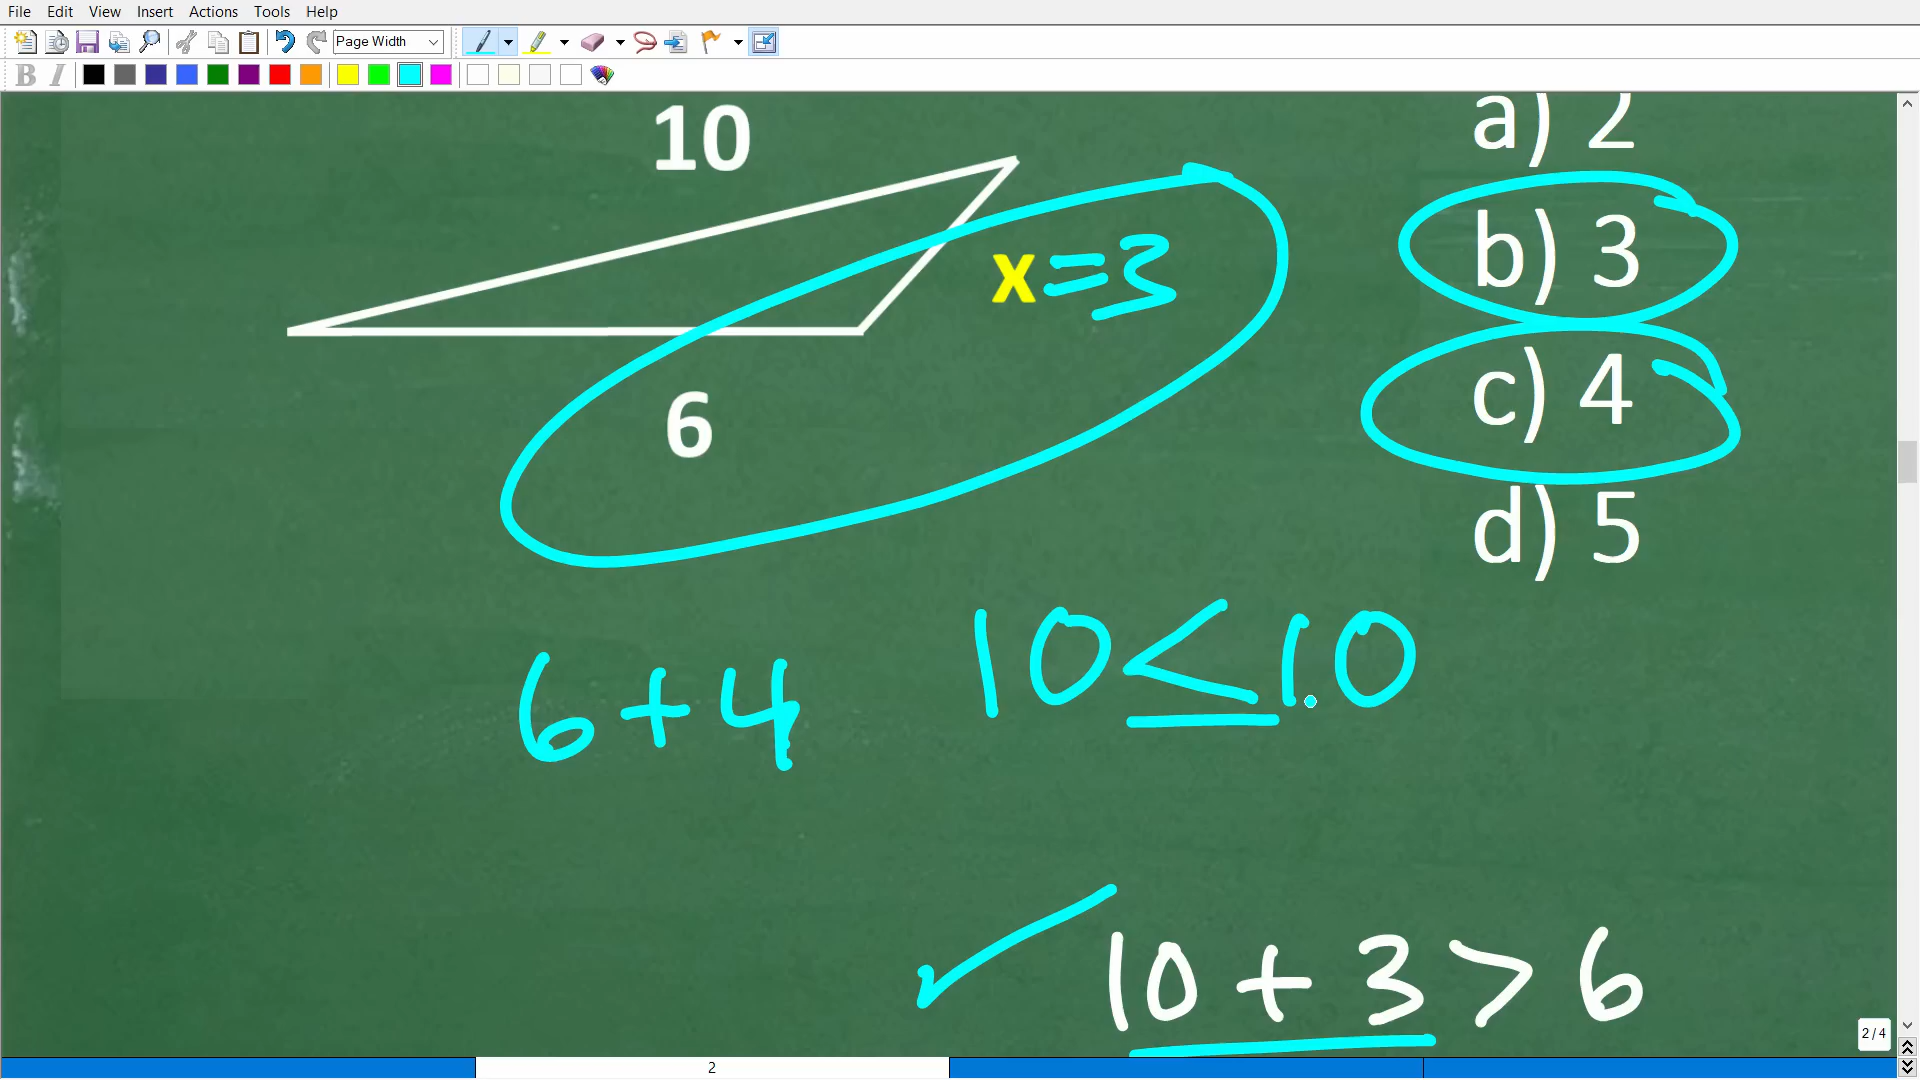 File Edit View Insert Actions Tools Help
Page Width
B I
10
a) 2
x=3
b) 3
6
c) 4
d) 5
6+4
10≤10
10 + 3 > 6
2 / 4
2